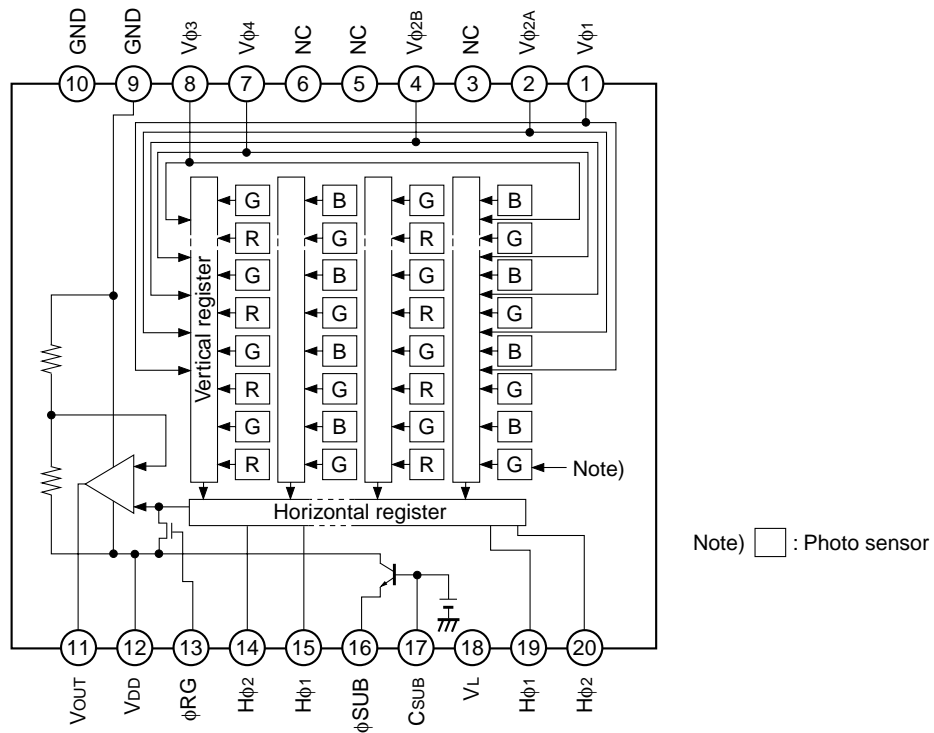 GND GND Vφ3 Vφ4 NC NC Vφ2B NC Vφ2A Vφ1
10 9 8 7 6 5 4 3 2 1
Vertical register
G B G B
R G R G
G B G B
R G R G
G B G B
R G R G
G B G B
R G R G
Note)
Horizontal register
Note) : Photo sensor
11 12 13 14 15 16 17 18 19 20
VOUT VDD φRG Hφ2 Hφ1 φSUB CSUB VL Hφ1 Hφ2